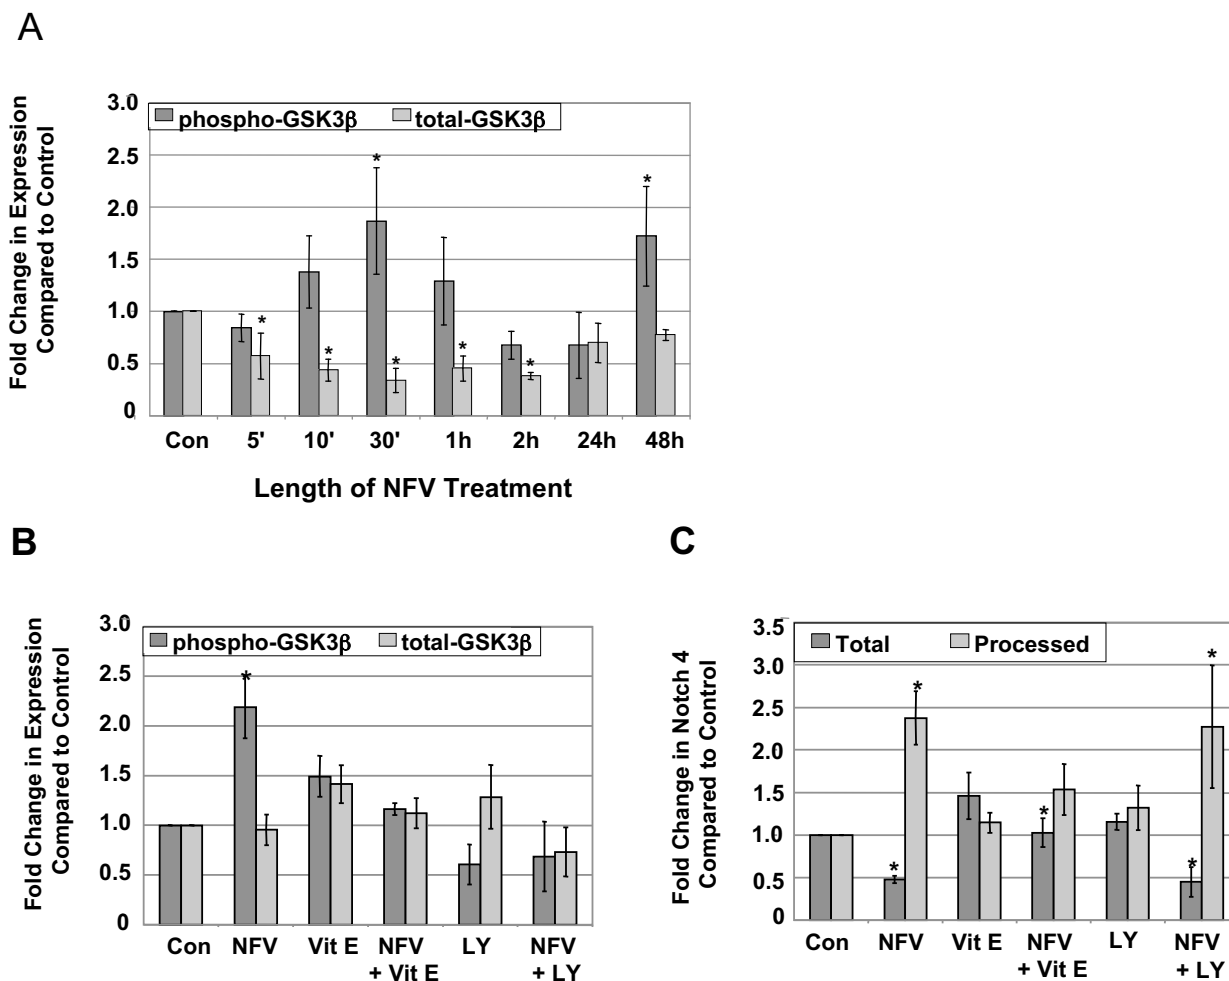 A
Fold Change in Expression
Compared to Control
3.0
2.5
2.0
1.5
1.0
0.5
0
phospho-GSK3β total-GSK3β
* * * * * * * *
Con 5' 10' 30' 1h 2h 24h 48h
Length of NFV Treatment
B
Fold Change in Expression
Compared to Control
3.0
2.5
2.0
1.5
1.0
0.5
0
phospho-GSK3β total-GSK3β
*
Con NFV Vit E NFV LY NFV
+ Vit E + LY
C
Fold Change in Notch 4
Compared to Control
3.5
3.0
2.5
2.0
1.5
1.0
0.5
0
Total Processed
* * * * *
Con NFV Vit E NFV LY NFV
+ Vit E + LY